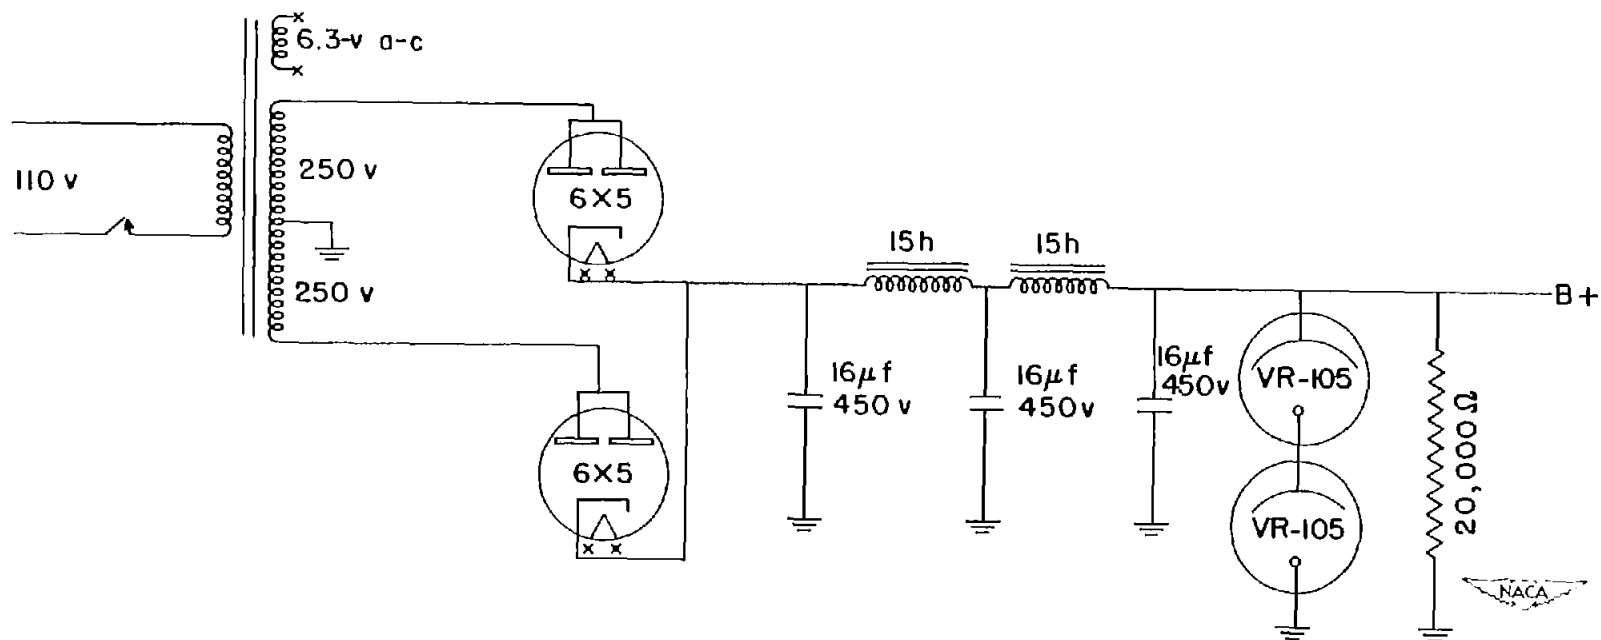 6.3-v a-c
110 v
250 v
250 v
6X5
6X5
15h
15h
16μf
450 v
16μf
450v
16μf
450v
VR-105
VR-105
20,000Ω
B+
NACA